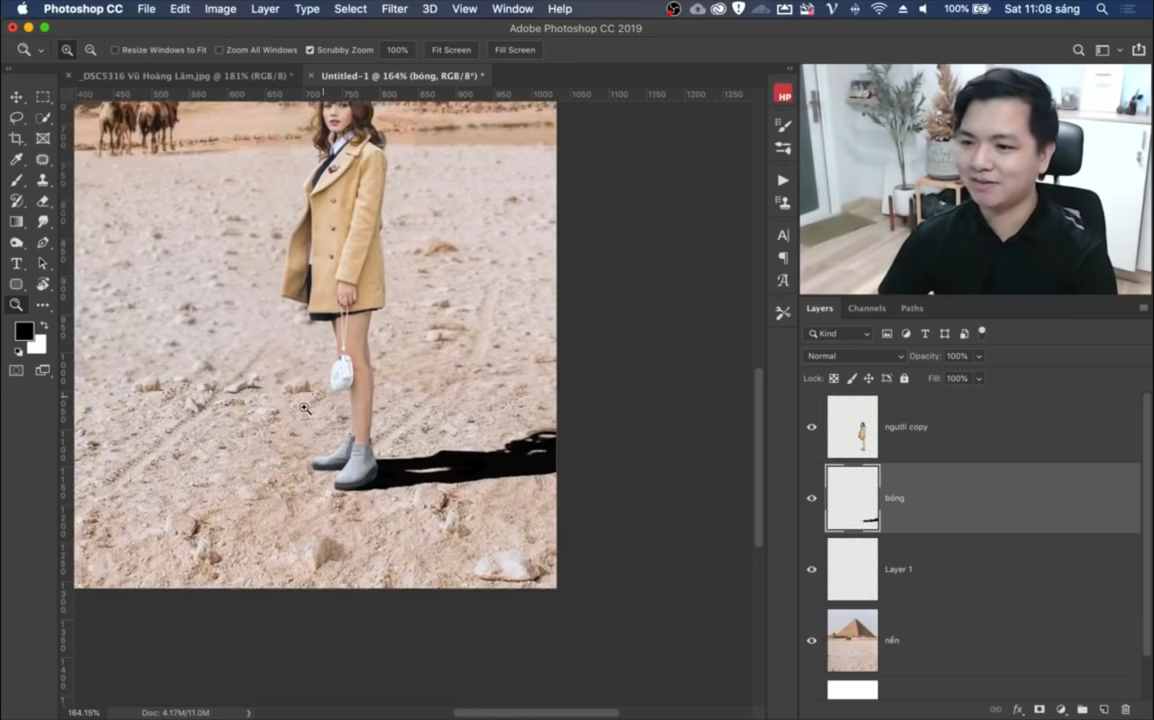 Photoshop CC File Edit Image Layer Type Select Filter 3D View Window Help 100% Sat 11:08 sáng
Adobe Photoshop CC 2019
Resize Windows to Fit Zoom All Windows Scrubby Zoom 100% Fit Screen Fill Screen
_DSC5316 Vũ Hoàng Lâm.jpg @ 181% (RGB/8) * Untitled-1 @ 164% (bóng, RGB/8*) *
400 450 500 550 600 650 700 750 800 850 900 950 1000 1050 1100 1150 1200 1250
HP
Layers Channels Paths
Kind
Normal Opacity: 100%
Lock: Fill: 100%
người copy
bóng
Layer 1
nền
164.15% Doc: 4.17M/11.0M